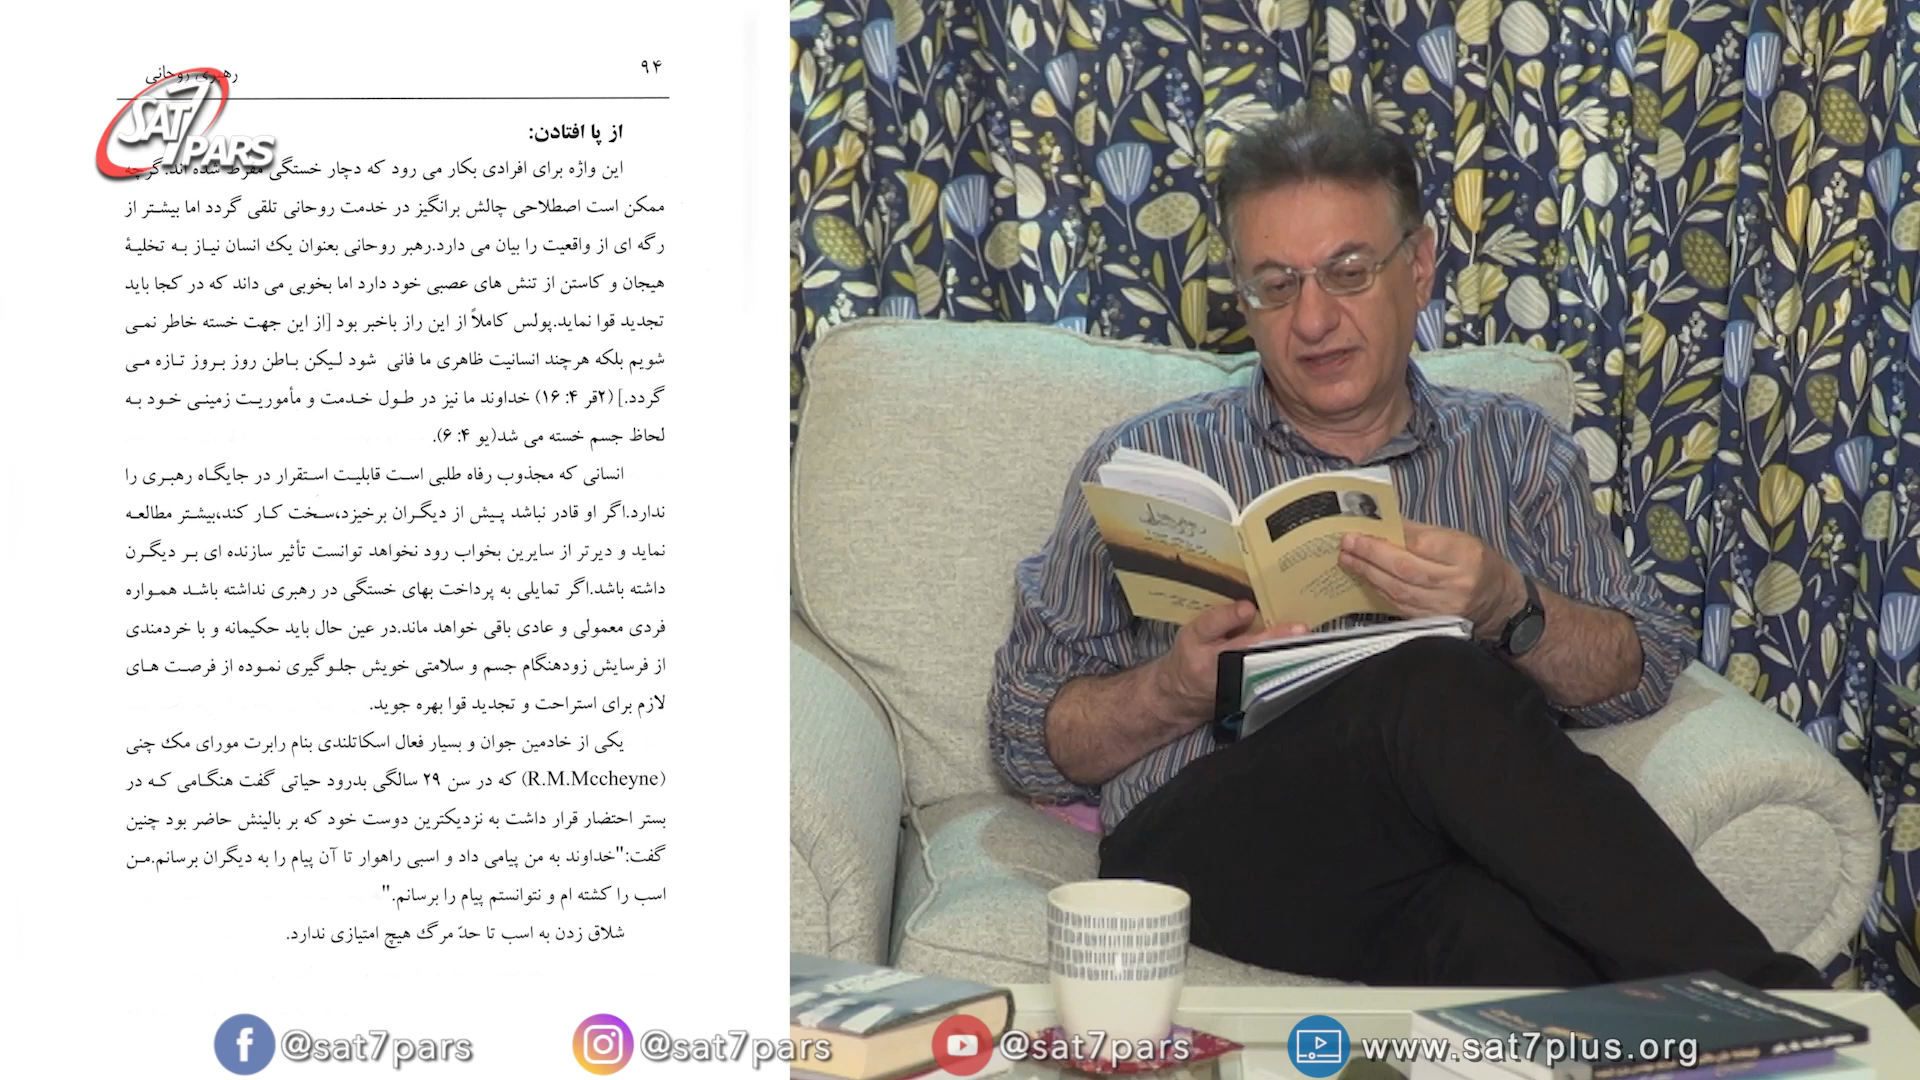 ۹۴
رهبری روحانی
SAT 7 PARS
از پا افتادن:
این واژه برای افرادی بکار می رود که دچار خستگی مفرط شده اند.گرچه
ممکن است اصطلاحی چالش برانگیز در خدمت روحانی تلقی گردد اما بیشتر از
رگه ای از واقعیت را بیان می دارد.رهبر روحانی بعنوان یک انسان نیاز به تخلیۀ
هیجان و کاستن از تنش های عصبی خود دارد اما بخوبی می داند که در کجا باید
تجدید قوا نماید.پولس کاملاً از این راز باخبر بود [از این جهت خسته خاطر نمی
شویم بلکه هرچند انسانیت ظاهری ما فانی شود لیکن باطن روز بروز تازه می
گردد.] (۲قر ۴: ۱۶) خداوند ما نیز در طول خدمت و مأموریت زمینی خود به
لحاظ جسم خسته می شد(یو ۴: ۶).
انسانی که مجذوب رفاه طلبی است قابلیت استقرار در جایگاه رهبری را
ندارد.اگر او قادر نباشد پیش از دیگران برخیزد،سخت کار کند،بیشتر مطالعه
نماید و دیرتر از سایرین بخواب رود نخواهد توانست تأثیر سازنده ای بر دیگرن
داشته باشد.اگر تمایلی به پرداخت بهای خستگی در رهبری نداشته باشد همواره
فردی معمولی و عادی باقی خواهد ماند.در عین حال باید حکیمانه و با خردمندی
از فرسایش زودهنگام جسم و سلامتی خویش جلوگیری نموده از فرصت های
لازم برای استراحت و تجدید قوا بهره جوید.
یکی از خادمین جوان و بسیار فعال اسکاتلندی بنام رابرت مورای مک چنی
(R.M.Mccheyne) که در سن ۲۹ سالگی بدرود حیاتی گفت هنگامی که در
بستر احتضار قرار داشت به نزدیکترین دوست خود که بر بالینش حاضر بود چنین
گفت:"خداوند به من پیامی داد و اسبی راهوار تا آن پیام را به دیگران برسانم.من
اسب را کشته ام و نتوانستم پیام را برسانم."
شلاق زدن به اسب تا حدّ مرگ هیچ امتیازی ندارد.
@sat7pars
@sat7pars
@sat7pars
www.sat7plus.org